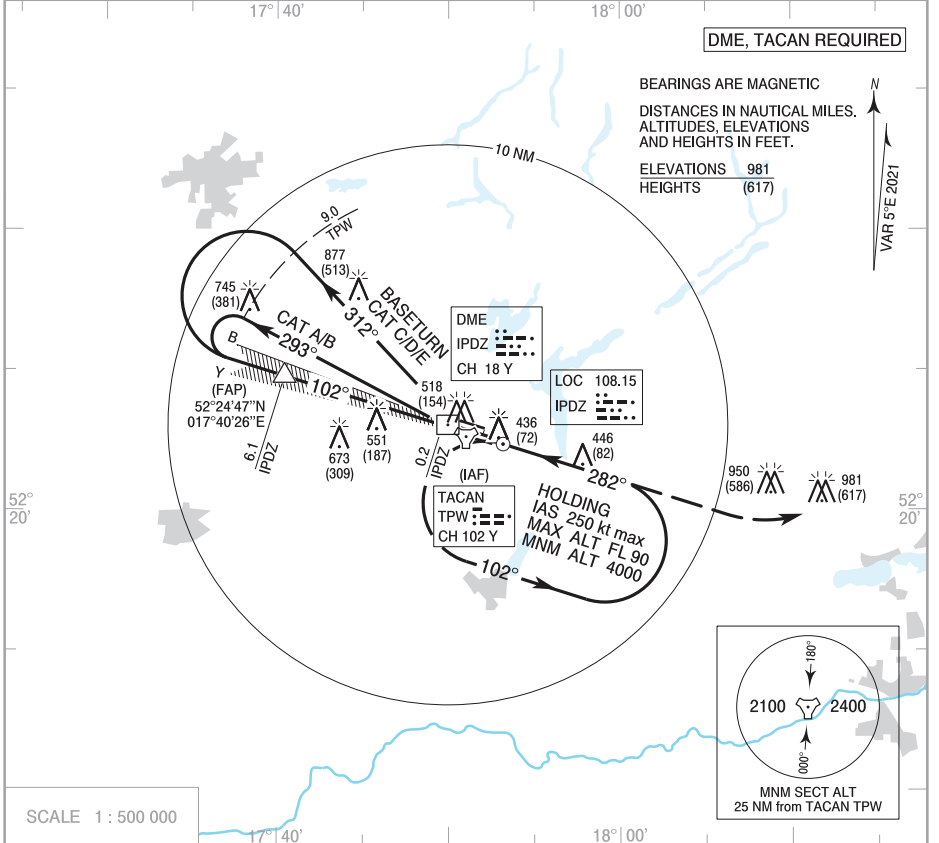 17°40'
18°00'
DME, TACAN REQUIRED
BEARINGS ARE MAGNETIC
DISTANCES IN NAUTICAL MILES.
ALTITUDES, ELEVATIONS
AND HEIGHTS IN FEET.
ELEVATIONS 981
HEIGHTS (617)
N
VAR 5°E 2021
10 NM
9.0
TPW
877
(513)
745
(381)
BASETURN
CAT C/D/E
312°
CAT A/B
293°
B
Y
(FAP)
52°24'47''N
017°40'26''E
102°
6.1
IPDZ
673
(309)
551
(187)
518
(154)
DME
IPDZ
CH 18 Y
LOC 108.15
IPDZ
436
(72)
446
(82)
0.2
IPDZ
(IAF)
TACAN
TPW
CH 102 Y
282°
HOLDING
IAS 250 kt max
MAX ALT FL 90
MNM ALT 4000
102°
950
(586)
981
(617)
52°
20'
52°
20'
180°
2100
2400
000°
MNM SECT ALT
25 NM from TACAN TPW
SCALE 1 : 500 000
17°40'
18°00'